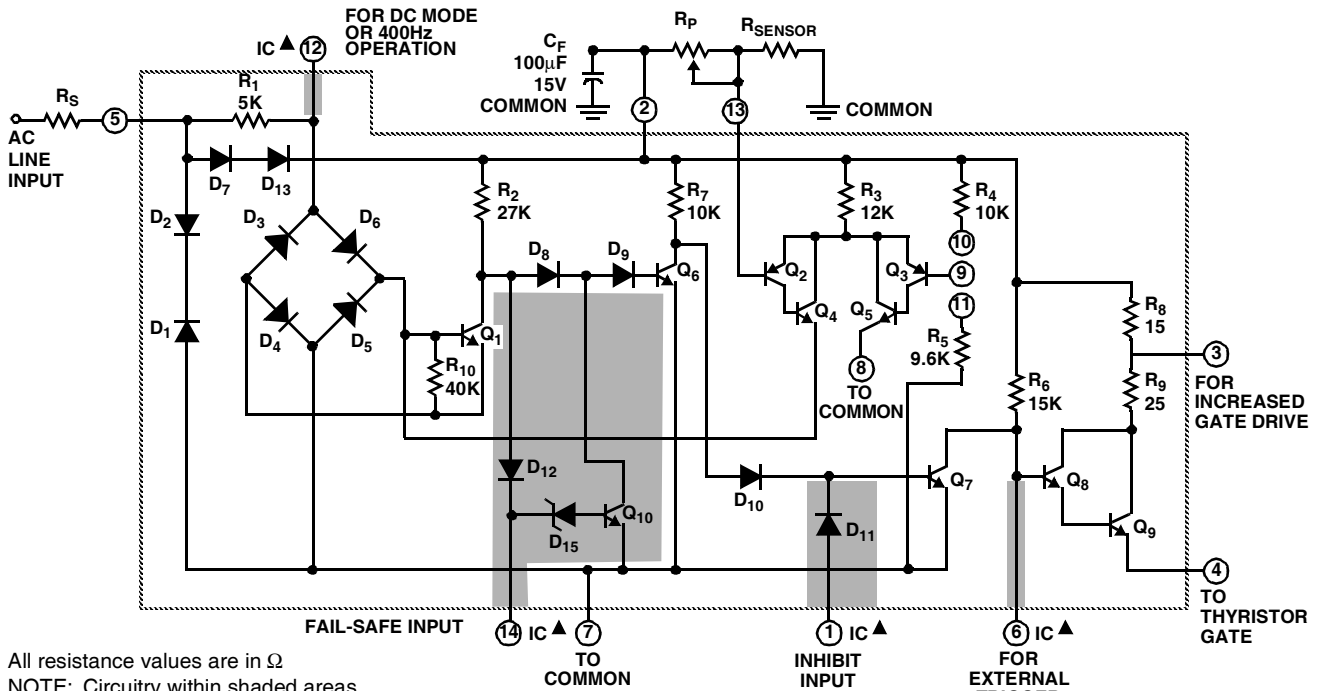 FOR DC MODE
OR 400Hz
OPERATION
IC ▲ 12
AC
LINE
INPUT
RS
5
R1
5K
CF
100μF
15V
COMMON
RP
RSENSOR
2
13
COMMON
D7
D13
D2
D1
D3
D6
D4
D5
R2
27K
D8
D9
Q1
R10
40K
R7
10K
Q6
R3
12K
Q2
Q4
Q3
Q5
R4
10K
10
9
11
R5
9.6K
8
TO
COMMON
R8
15
3
FOR
INCREASED
GATE DRIVE
R9
25
R6
15K
D12
D15
Q10
D10
D11
Q7
Q8
Q9
4
TO
THYRISTOR
GATE
FAIL-SAFE INPUT
14 IC ▲
7
TO
COMMON
1 IC ▲
INHIBIT
INPUT
6 IC ▲
FOR
EXTERNAL
All resistance values are in Ω
NOTE: Circuitry within shaded areas